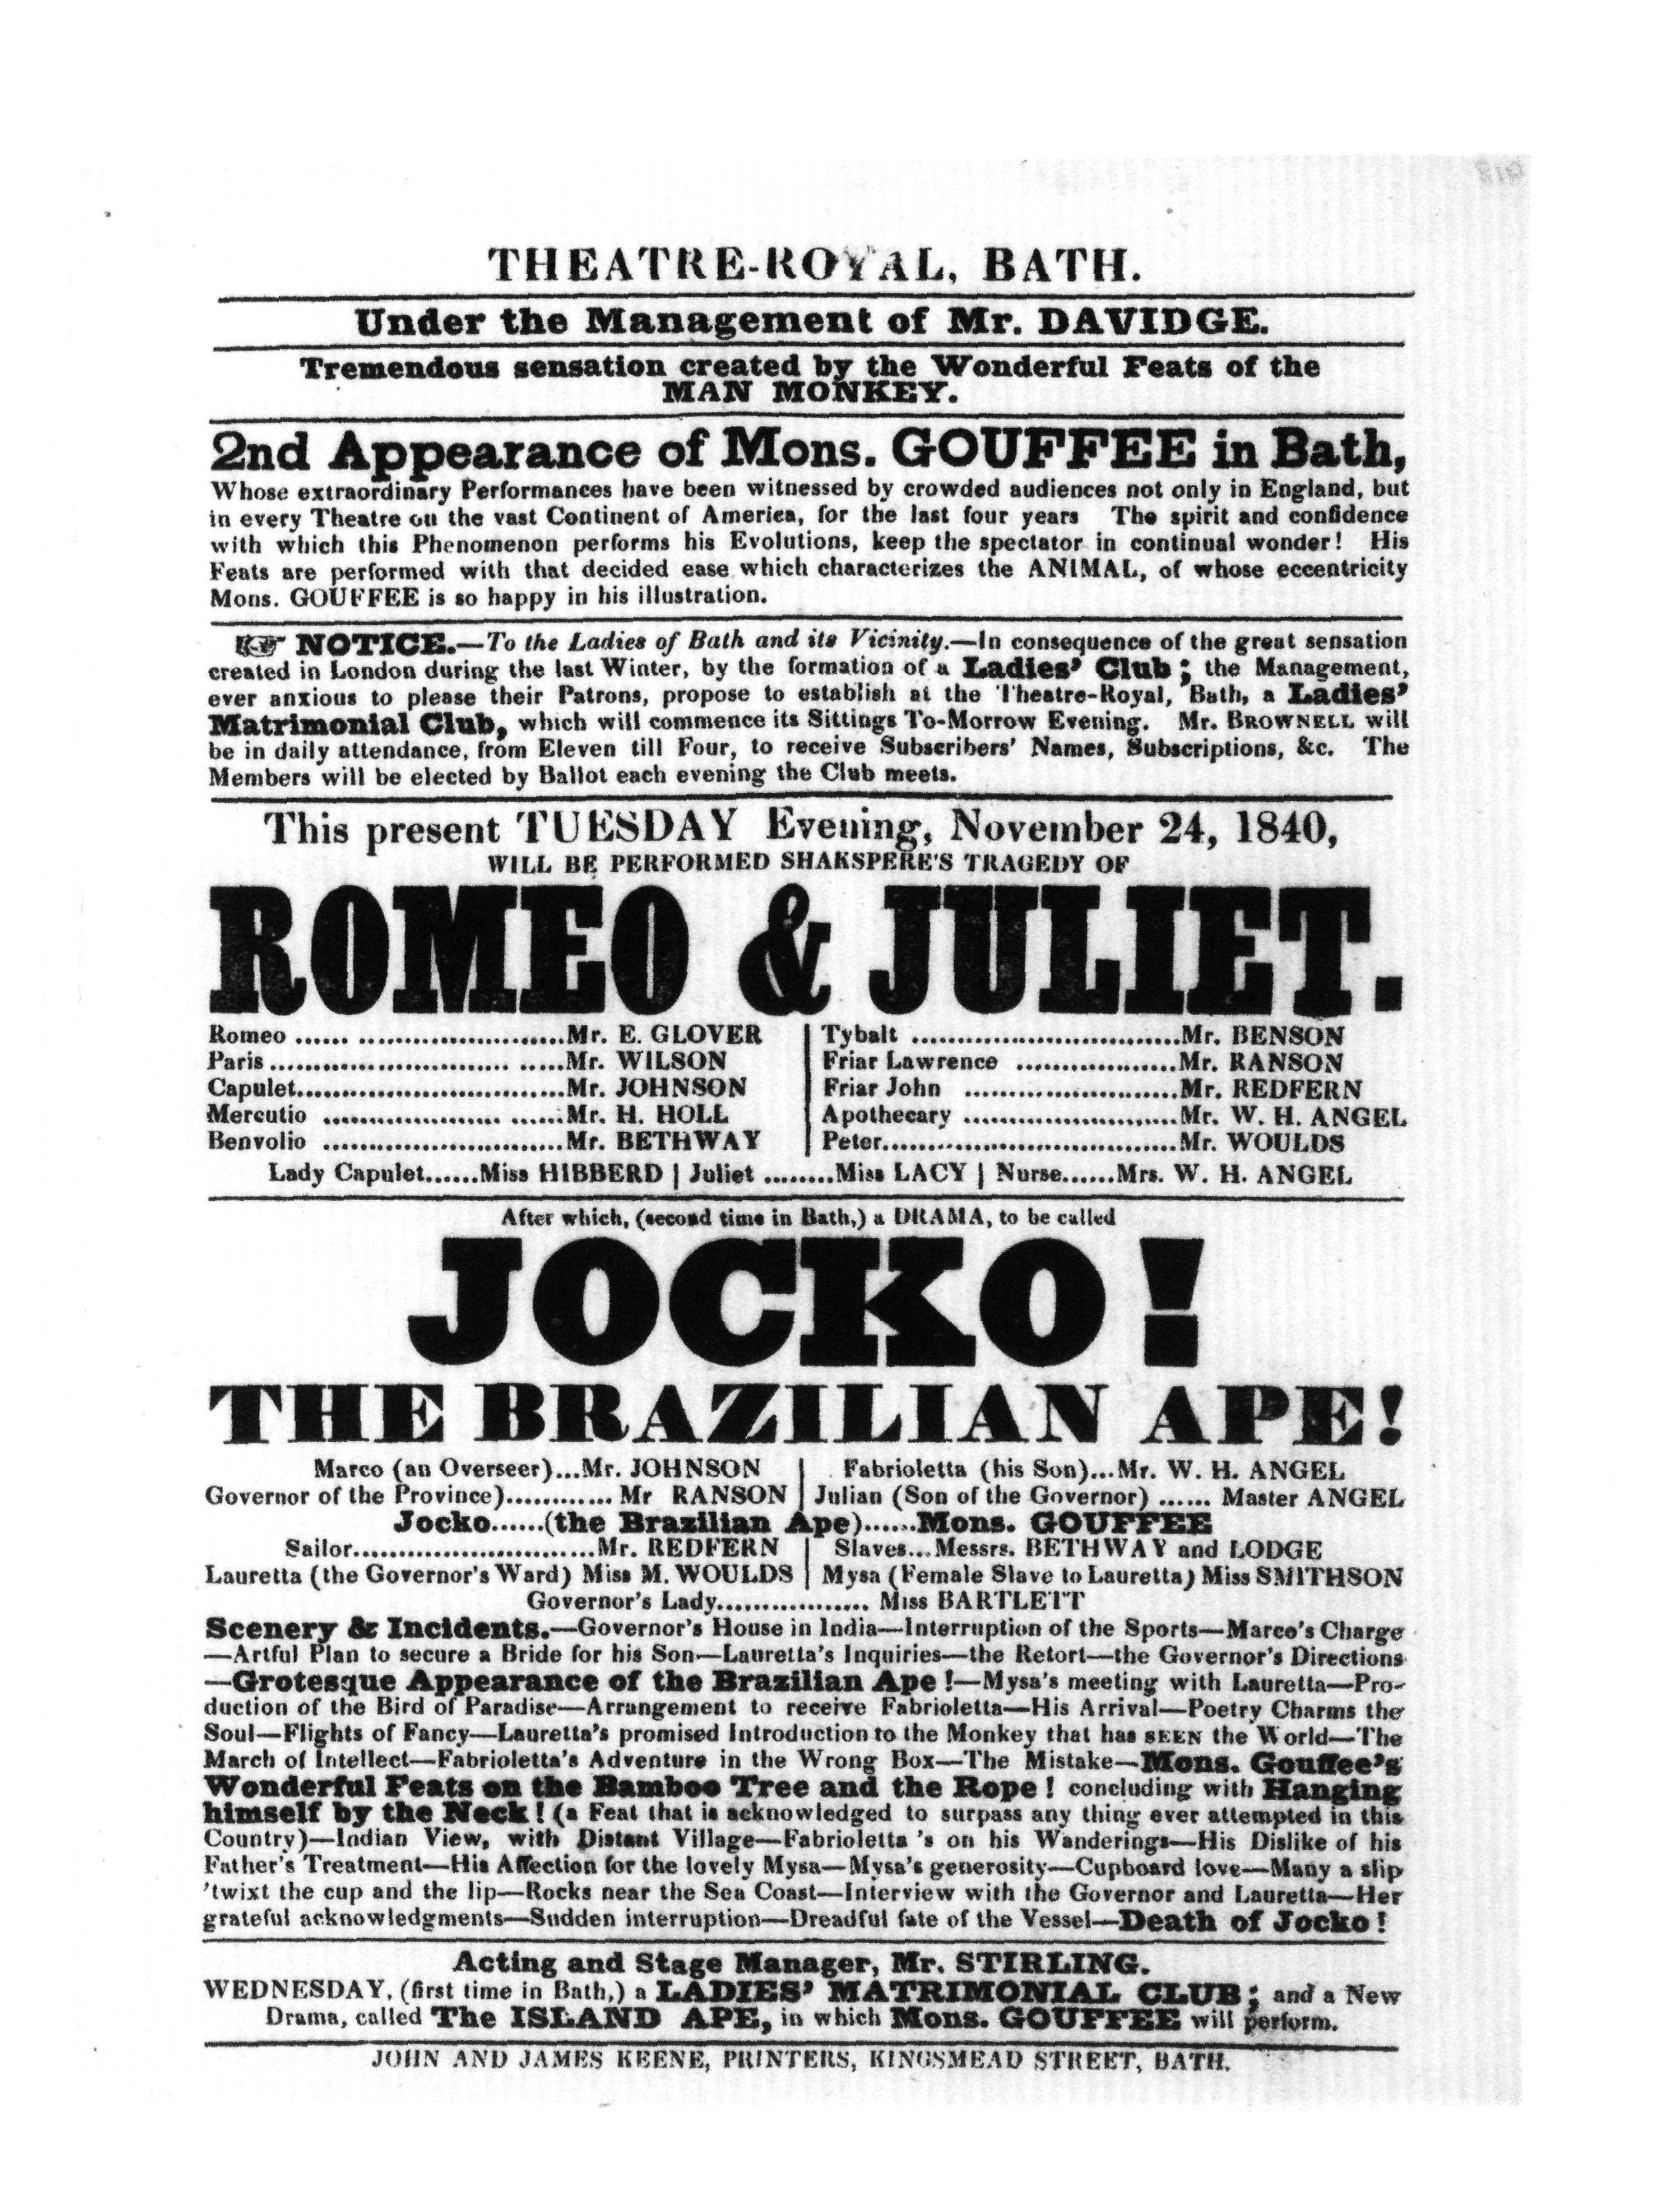 THEATRE-ROYAL, BATH.
Under the Management of Mr. DAVIDGE.
Tremendous sensation created by the Wonderful Feats of the
MAN MONKEY.
2nd Appearance of Mons. GOUFFEE in Bath,
Whose extraordinary Performances have been witnessed by crowded audiences not only in England, but
in every Theatre on the vast Continent of America, for the last four years The spirit and confidence
with which this Phenomenon performs his Evolutions, keep the spectator in continual wonder! His
Feats are performed with that decided ease which characterizes the ANIMAL, of whose eccentricity
Mons. GOUFFEE is so happy in his illustration.
☞ NOTICE.—To the Ladies of Bath and its Vicinity.—In consequence of the great sensation
created in London during the last Winter, by the formation of a Ladies' Club; the Management,
ever anxious to please their Patrons, propose to establish at the Theatre-Royal, Bath, a Ladies'
Matrimonial Club, which will commence its Sittings To-Morrow Evening. Mr. BROWNELL will
be in daily attendance, from Eleven till Four, to receive Subscribers' Names, Subscriptions, &c. The
Members will be elected by Ballot each evening the Club meets.
This present TUESDAY Evening, November 24, 1840,
WILL BE PERFORMED SHAKSPERE'S TRAGEDY OF
ROMEO & JULIET.
Romeo ...... .......................Mr. E. GLOVER | Tybalt ..............................Mr. BENSON
Paris........................... .....Mr. WILSON | Friar Lawrence ..................Mr. RANSON
Capulet..............................Mr. JOHNSON | Friar John ........................Mr. REDFERN
Mercutio .................... ......Mr. H. HOLL | Apothecary ........................Mr. W. H. ANGEL
Benvolio ...........................Mr. BETHWAY | Peter.................................Mr. WOULDS
Lady Capulet......Miss HIBBERD | Juliet ........Miss LACY | Nurse......Mrs. W. H. ANGEL
After which, (second time in Bath,) a DRAMA, to be called
JOCKO!
THE BRAZILIAN APE!
Marco (an Overseer)...Mr. JOHNSON | Fabrioletta (his Son)...Mr. W. H. ANGEL
Governor of the Province)............ Mr RANSON | Julian (Son of the Governor) ...... Master ANGEL
Jocko......(the Brazilian Ape)......Mons. GOUFFEE
Sailor...........................Mr. REDFERN | Slaves...Messrs. BETHWAY and LODGE
Lauretta (the Governor's Ward) Miss M. WOULDS | Mysa (Female Slave to Lauretta) Miss SMITHSON
Governor's Lady.................. Miss BARTLETT
Scenery & Incidents.—Governor's House in India—Interruption of the Sports—Marco's Charge
—Artful Plan to secure a Bride for his Son—Lauretta's Inquiries—the Retort—the Governor's Directions
—Grotesque Appearance of the Brazilian Ape!—Mysa's meeting with Lauretta—Pro-
duction of the Bird of Paradise—Arrangement to receive Fabrioletta—His Arrival—Poetry Charms the
Soul—Flights of Fancy—Lauretta's promised Introduction to the Monkey that has SEEN the World—The
March of Intellect—Fabrioletta's Adventure in the Wrong Box—The Mistake—Mons. Gouffee's
Wonderful Feats on the Bamboo Tree and the Rope! concluding with Hanging
himself by the Neck! (a Feat that is acknowledged to surpass any thing ever attempted in this
Country)—Indian View, with Distant Village—Fabrioletta 's on his Wanderings—His Dislike of his
Father's Treatment—His Affection for the lovely Mysa—Mysa's generosity—Cupboard love—Many a slip
'twixt the cup and the lip—Rocks near the Sea Coast—Interview with the Governor and Lauretta—Her
grateful acknowledgments—Sudden interruption—Dreadful fate of the Vessel—Death of Jocko!
Acting and Stage Manager, Mr. STIRLING.
WEDNESDAY, (first time in Bath,) a LADIES' MATRIMONIAL CLUB; and a New
Drama, called The ISLAND APE, in which Mons. GOUFFEE will perform.
JOHN AND JAMES KEENE, PRINTERS, KINGSMEAD STREET, BATH.